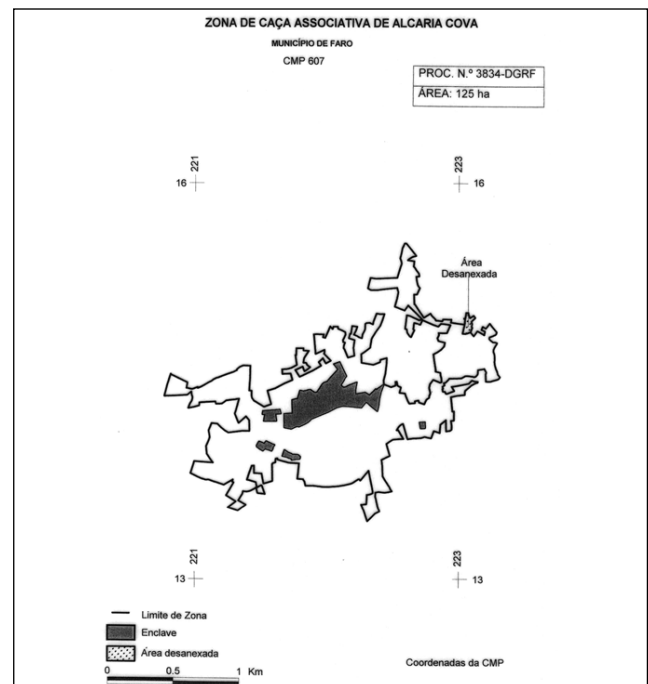 ZONA DE CAÇA ASSOCIATIVA DE ALCARIA COVA
MUNICÍPIO DE FARO
CMP 607
PROC. N.º 3834-DGRF
ÁREA: 125 ha
221
223
16
16
Área
Desanexada
221
223
13
13
Limite de Zona
Enclave
Área desanexada
0 0.5 1 Km
Coordenadas da CMP